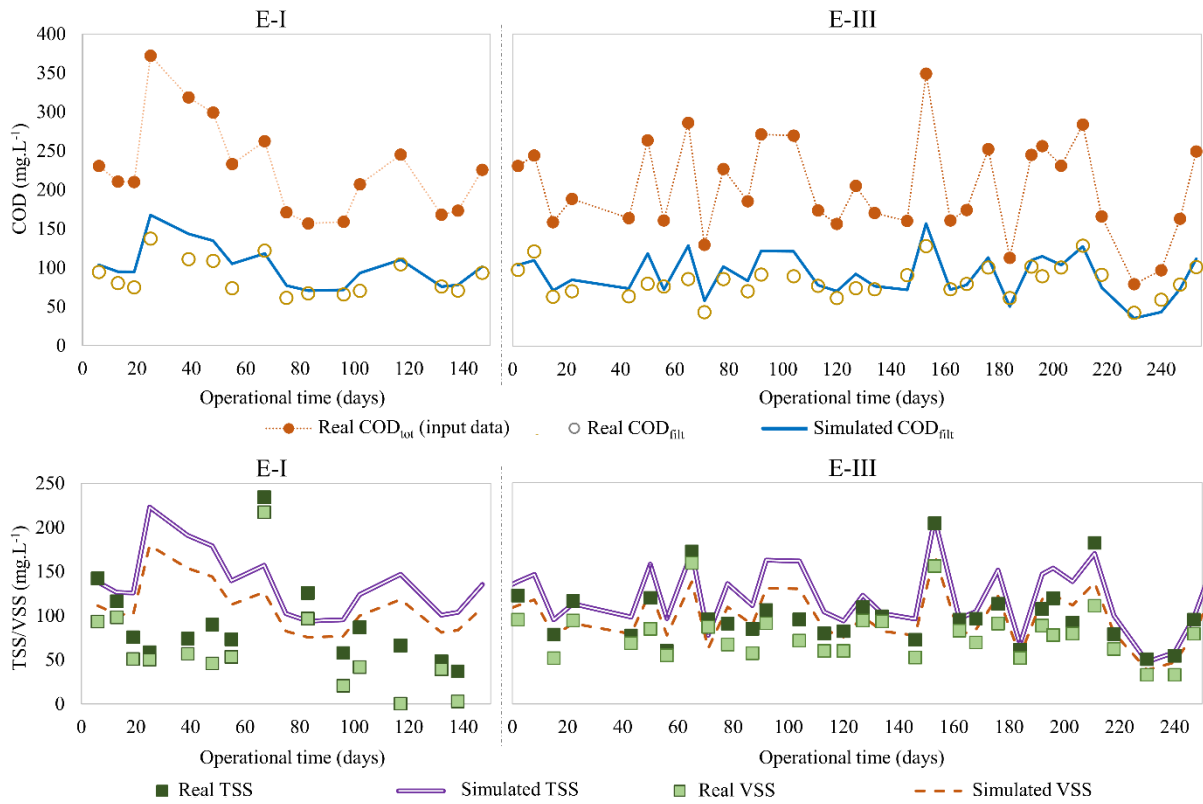 E-I E-III
400
350
300
250
200
150
100
50
0
COD (mg.L-1)
0 20 40 60 80 100 120 140
0 20 40 60 80 100 120 140 160 180 200 220 240
Operational time (days) Operational time (days)
Real CODtot (input data) Real CODfilt Simulated CODfilt
E-I E-III
250
200
150
100
50
0
TSS/VSS (mg.L-1)
0 20 40 60 80 100 120 140
0 20 40 60 80 100 120 140 160 180 200 220 240
Operational time (days) Operational time (days)
Real TSS Simulated TSS Real VSS Simulated VSS